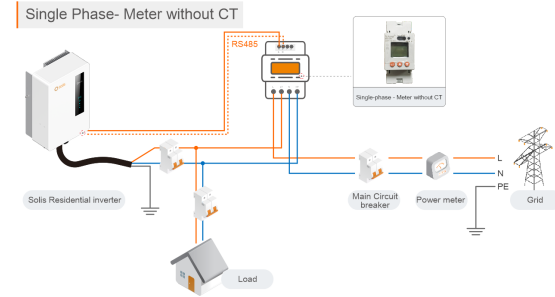 Single Phase- Meter without CT
RS485
Single-phase - Meter without CT
L
N
PE
Solis Residential inverter
Main Circuit
breaker
Power meter
Grid
Load